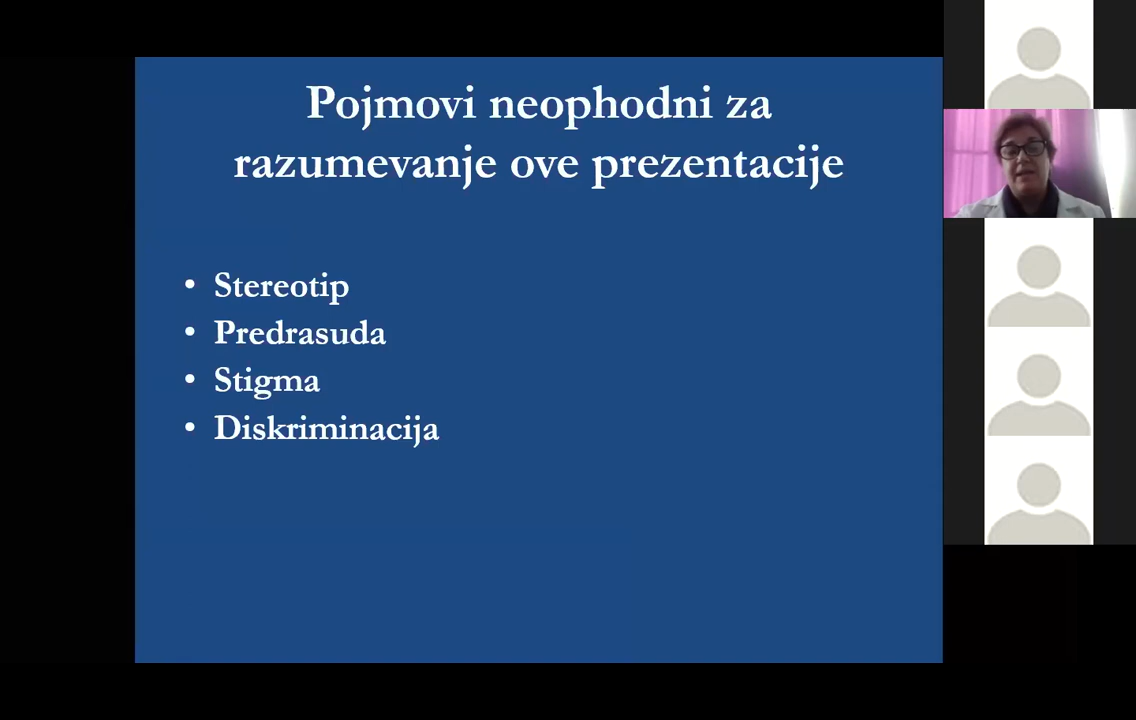 Pojmovi neophodni za
razumevanje ove prezentacije
• Stereotip
• Predrasuda
• Stigma
• Diskriminacija